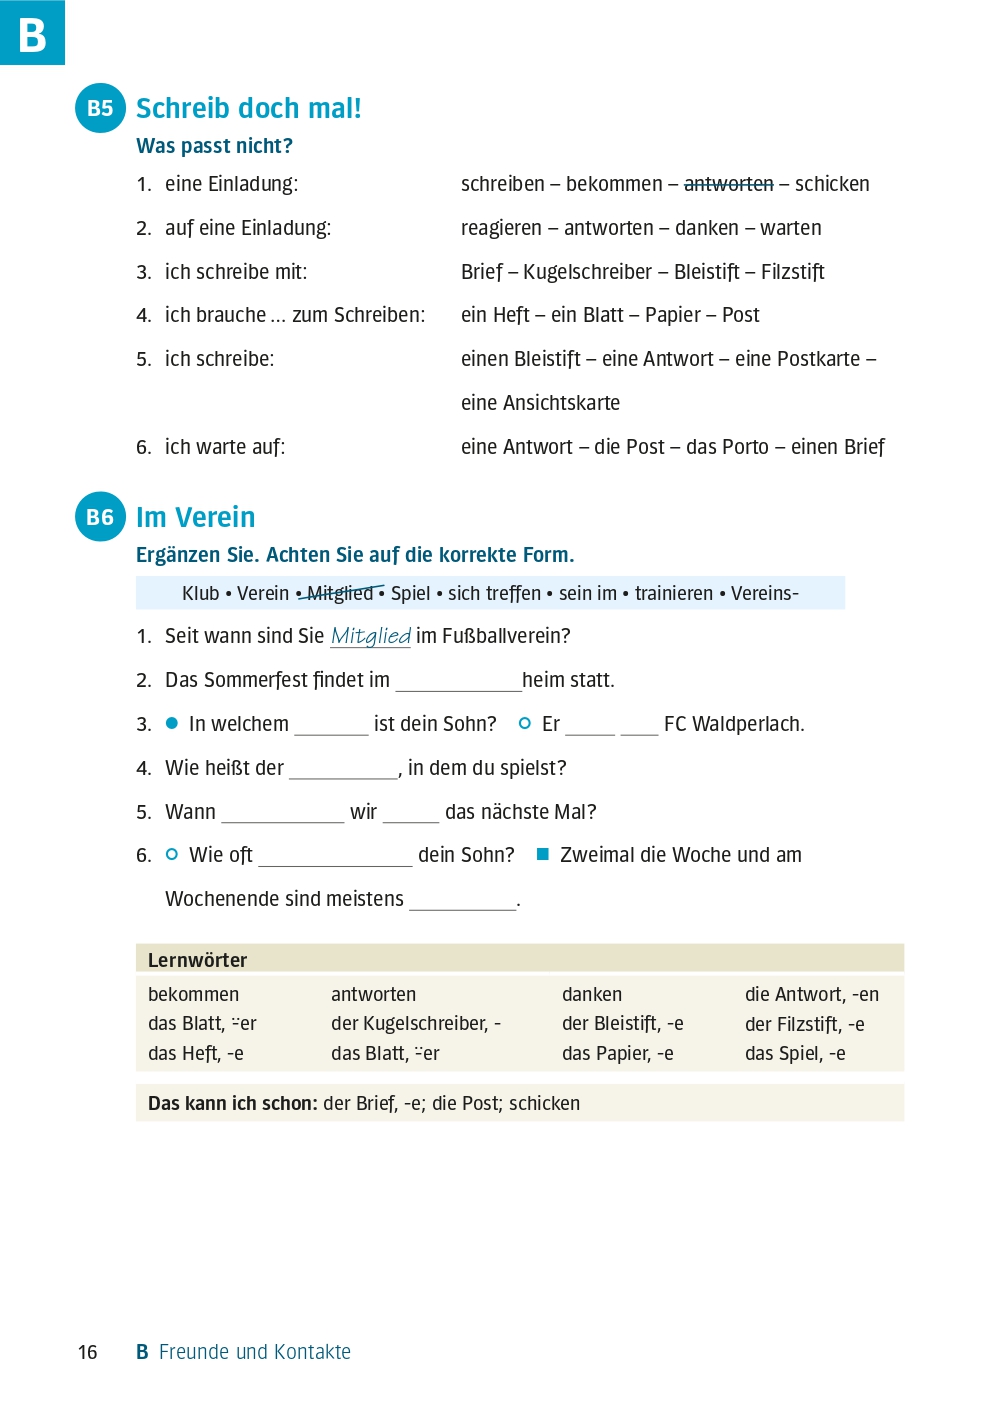 B
B5 Schreib doch mal!
Was passt nicht?
1. eine Einladung: schreiben – bekommen – antworten – schicken
2. auf eine Einladung: reagieren – antworten – danken – warten
3. ich schreibe mit: Brief – Kugelschreiber – Bleistift – Filzstift
4. ich brauche ... zum Schreiben: ein Heft – ein Blatt – Papier – Post
5. ich schreibe: einen Bleistift – eine Antwort – eine Postkarte –
eine Ansichtskarte
6. ich warte auf: eine Antwort – die Post – das Porto – einen Brief
B6 Im Verein
Ergänzen Sie. Achten Sie auf die korrekte Form.
Klub • Verein • Mitglied • Spiel • sich treffen • sein im • trainieren • Vereins-
1. Seit wann sind Sie Mitglied im Fußballverein?
2. Das Sommerfest findet im ____________heim statt.
3. ● In welchem _______ ist dein Sohn? ○ Er _____ ____ FC Waldperlach.
4. Wie heißt der __________, in dem du spielst?
5. Wann ____________ wir _____ das nächste Mal?
6. ○ Wie oft _______________ dein Sohn? ■ Zweimal die Woche und am
Wochenende sind meistens __________.
Lernwörter
bekommen antworten danken die Antwort, -en
das Blatt, ¨-er der Kugelschreiber, - der Bleistift, -e der Filzstift, -e
das Heft, -e das Blatt, ¨-er das Papier, -e das Spiel, -e
Das kann ich schon: der Brief, -e; die Post; schicken
16 B Freunde und Kontakte